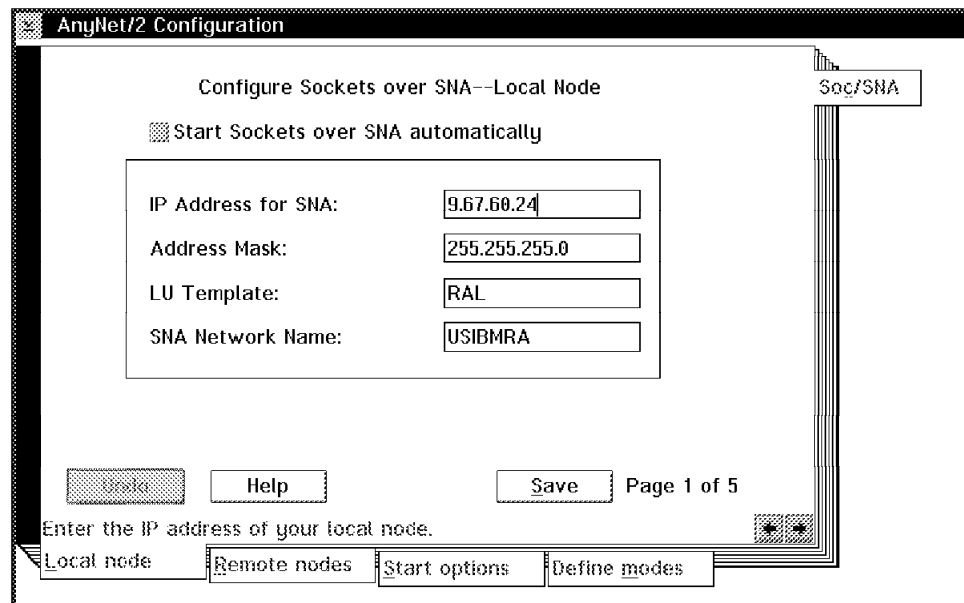 AnyNet/2 Configuration
Configure Sockets over SNA--Local Node
Soc/SNA
Start Sockets over SNA automatically
IP Address for SNA: 9.67.60.24
Address Mask: 255.255.255.0
LU Template: RAL
SNA Network Name: USIBMRA
Undo Help Save Page 1 of 5
Enter the IP address of your local node.
Local node Remote nodes Start options Define modes